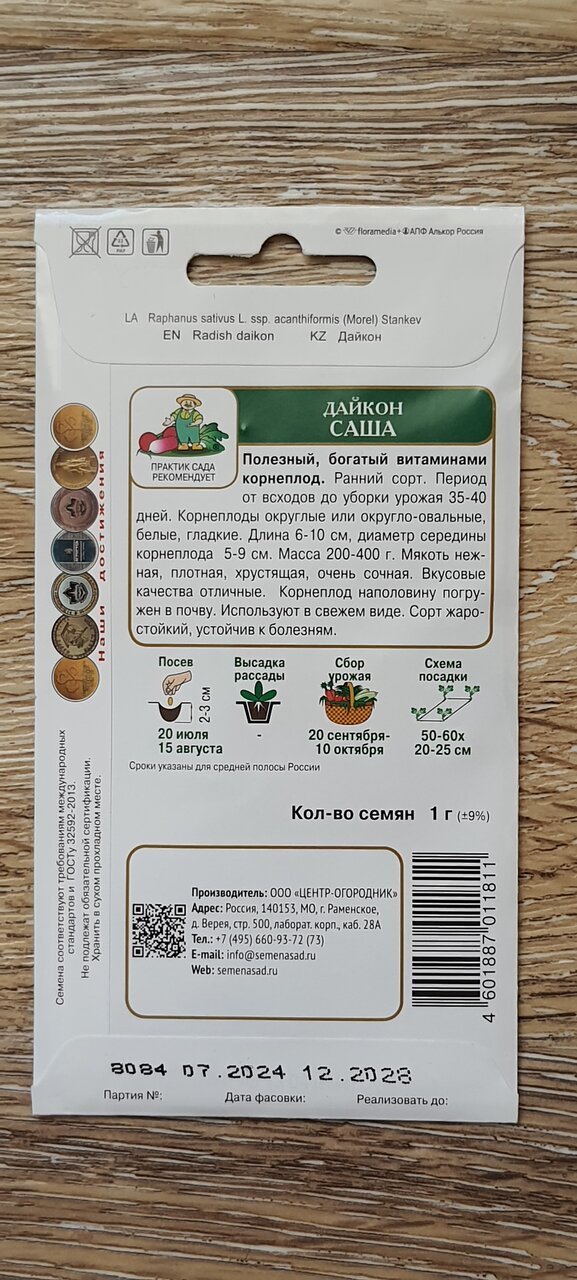 © floramedia+ АПФ Алькор Россия
PAP
LA Raphanus sativus L. ssp. acanthiformis (Morel) Stankev
EN Radish daikon KZ Дайкон
ДАЙКОН
САША
ПРАКТИК САДА
РЕКОМЕНДУЕТ
Полезный, богатый витаминами
корнеплод. Ранний сорт. Период
от всходов до уборки урожая 35-40
дней. Корнеплоды округлые или округло-овальные,
белые, гладкие. Длина 6-10 см, диаметр середины
корнеплода 5-9 см. Масса 200-400 г. Мякоть неж-
ная, плотная, хрустящая, очень сочная. Вкусовые
качества отличные. Корнеплод наполовину погру-
жен в почву. Используют в свежем виде. Сорт жаро-
стойкий, устойчив к болезням.
Наши достижения
Посев
2-3 см
20 июля
15 августа
Высадка
рассады
-
Сбор
урожая
20 сентября-
10 октября
Схема
посадки
50-60х
20-25 см
Сроки указаны для средней полосы России
Кол-во семян 1 г (±9%)
Семена соответствуют требованиям международных
стандартов и ГОСТу 32592-2013.
Не подлежат обязательной сертификации.
Хранить в сухом прохладном месте.
Производитель: ООО «ЦЕНТР-ОГОРОДНИК»
Адрес: Россия, 140153, МО, г. Раменское,
д. Верея, стр. 500, лаборат. корп., каб. 28А
Тел.: +7 (495) 660-93-72 (73)
E-mail: info@semenasad.ru
Web: semenasad.ru
4 601887 011811
8084 07.2024 12.2028
Партия №: Дата фасовки: Реализовать до: